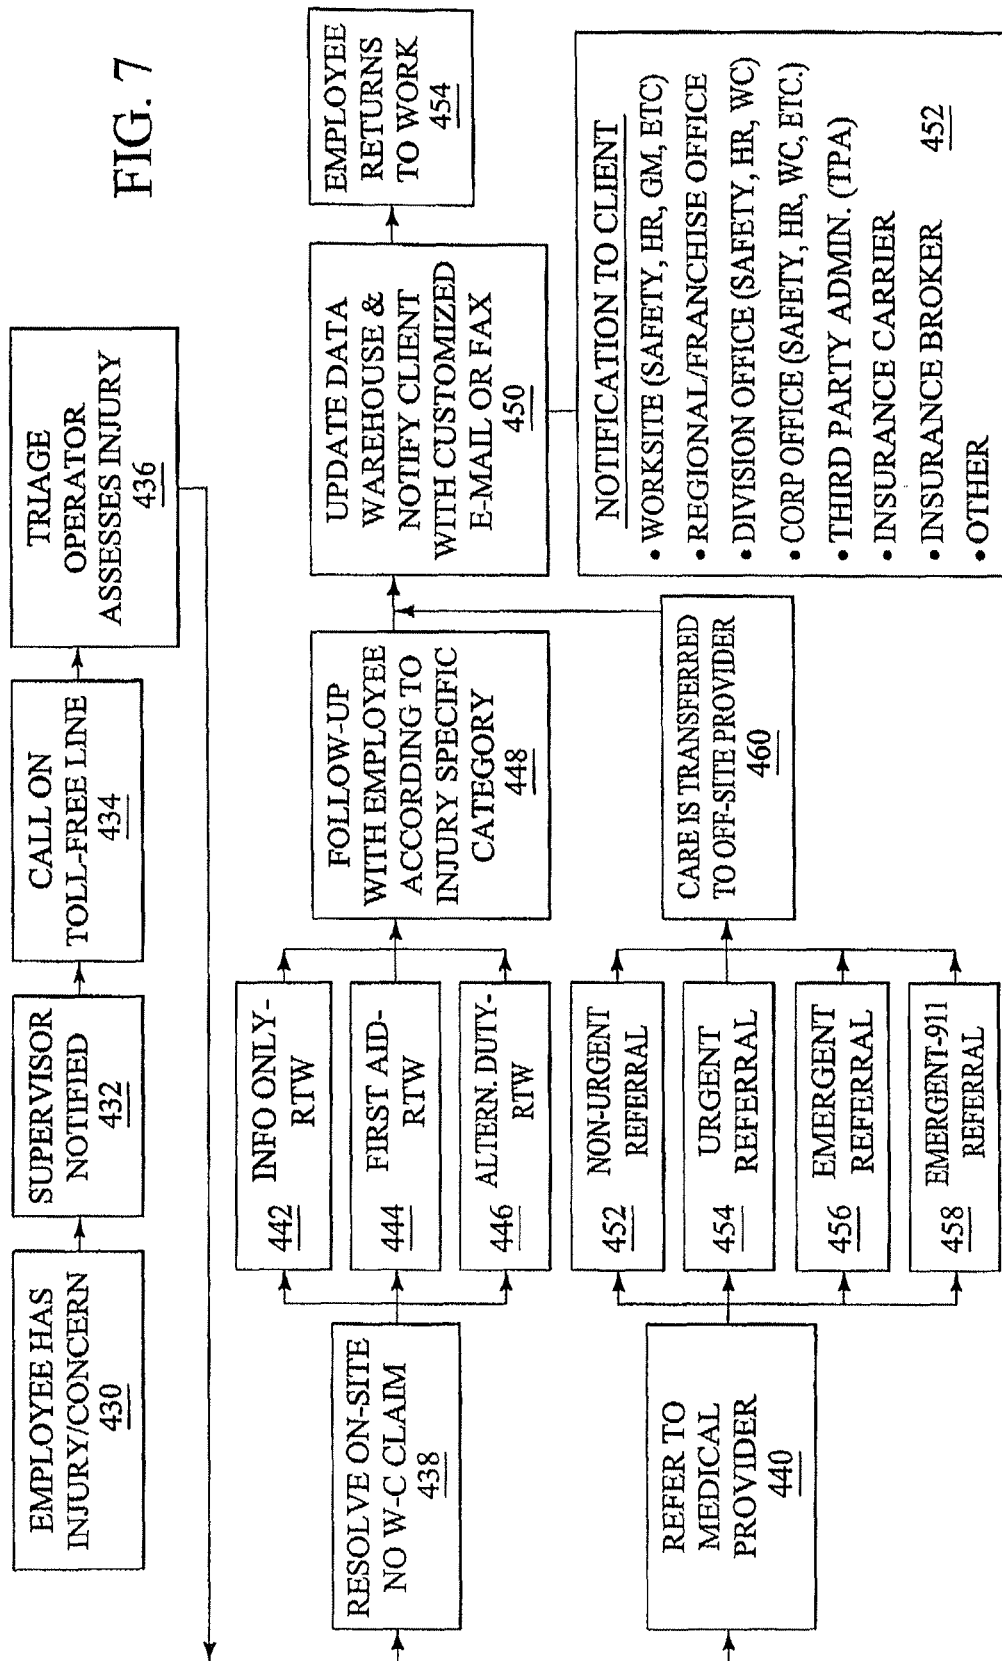 FIG. 7
EMPLOYEE HAS
INJURY/CONCERN
430
SUPERVISOR
NOTIFIED
432
CALL ON
TOLL-FREE LINE
434
TRIAGE
OPERATOR
ASSESSES INJURY
436
RESOLVE ON-SITE
NO W-C CLAIM
438
442
INFO ONLY-
RTW
444
FIRST AID-
RTW
446
ALTERN. DUTY-
RTW
FOLLOW-UP
WITH EMPLOYEE
ACCORDING TO
INJURY SPECIFIC
CATEGORY
448
UPDATE DATA
WAREHOUSE &
NOTIFY CLIENT
WITH CUSTOMIZED
E-MAIL OR FAX
450
EMPLOYEE
RETURNS
TO WORK
454
REFER TO
MEDICAL
PROVIDER
440
452
NON-URGENT
REFERRAL
454
URGENT
REFERRAL
456
EMERGENT
REFERRAL
458
EMERGENT-911
REFERRAL
CARE IS TRANSFERRED
TO OFF-SITE PROVIDER
460
NOTIFICATION TO CLIENT
• WORKSITE (SAFETY, HR, GM, ETC)
• REGIONAL/FRANCHISE OFFICE
• DIVISION OFFICE (SAFETY, HR, WC)
• CORP OFFICE (SAFETY, HR, WC, ETC.)
• THIRD PARTY ADMIN. (TPA)
• INSURANCE CARRIER
• INSURANCE BROKER 452
• OTHER